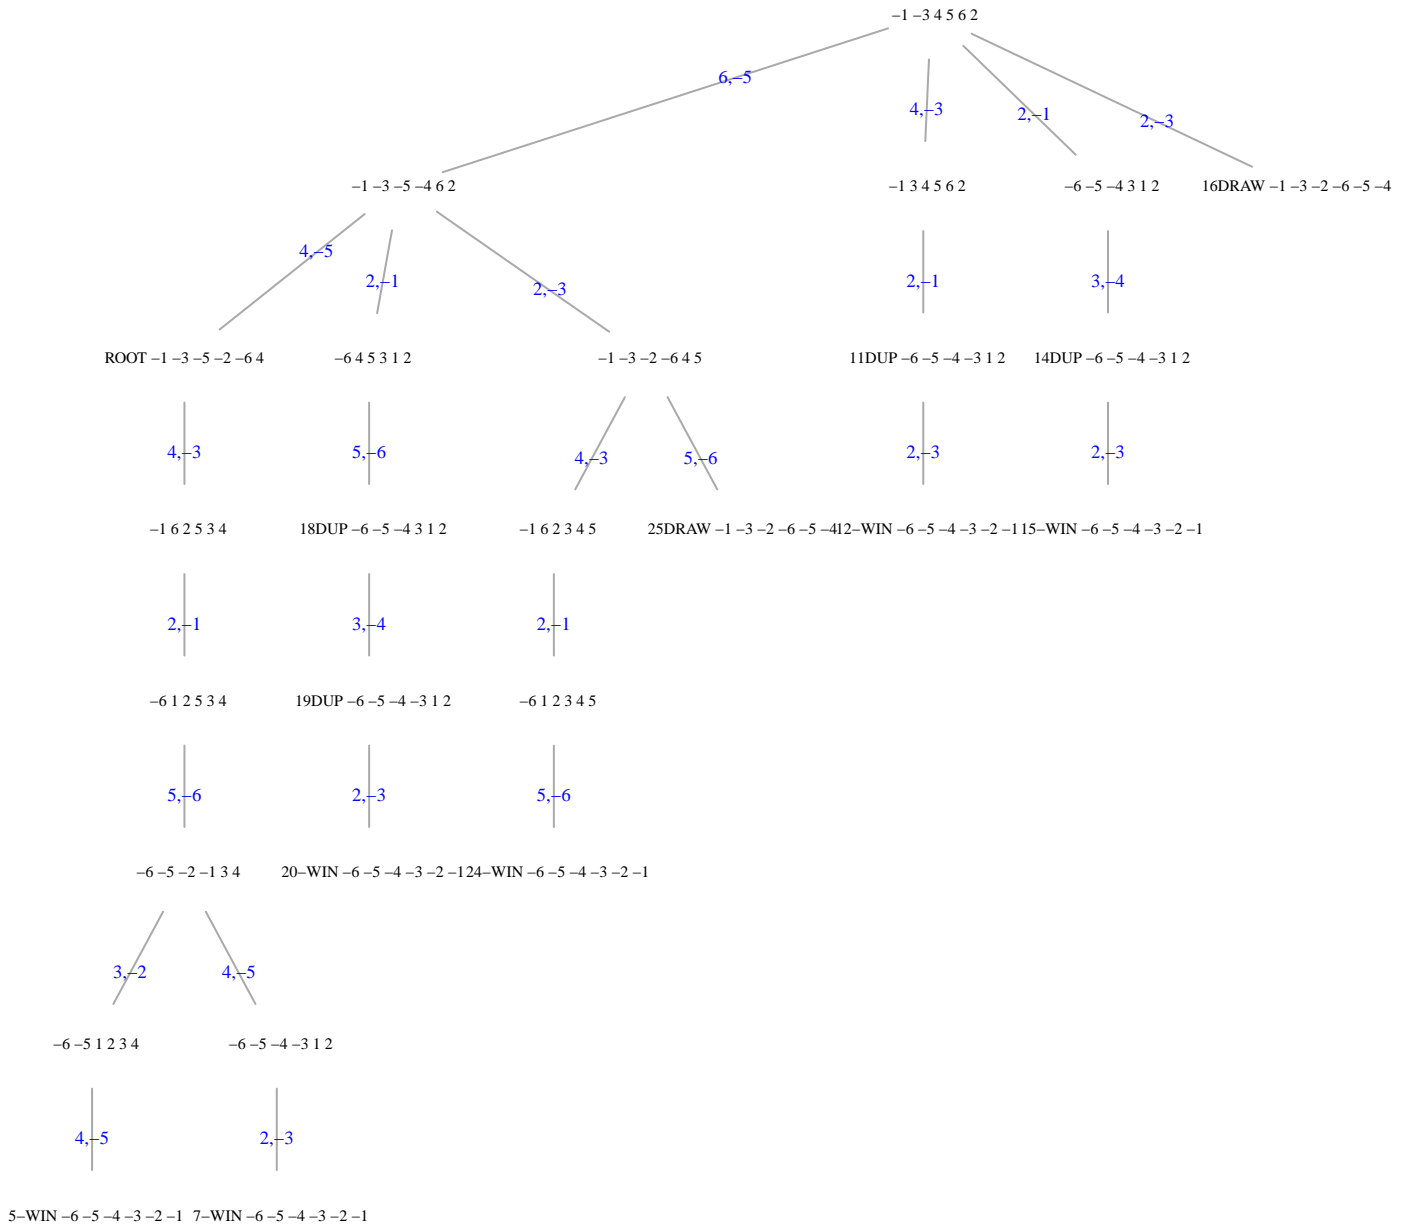 −1 −3 4 5 6 2
6,−5
4,−3
2,−1
2,−3
−1 −3 −5 −4 6 2
−1 3 4 5 6 2
−6 −5 −4 3 1 2
16DRAW −1 −3 −2 −6 −5 −4
4,−5
2,−1
2,−3
2,−1
3,−4
ROOT −1 −3 −5 −2 −6 4
−6 4 5 3 1 2
−1 −3 −2 −6 4 5
11DUP −6 −5 −4 −3 1 2
14DUP −6 −5 −4 −3 1 2
4,−3
5,−6
4,−3
5,−6
2,−3
2,−3
−1 6 2 5 3 4
18DUP −6 −5 −4 3 1 2
−1 6 2 3 4 5
25DRAW −1 −3 −2 −6 −5 −4
12−WIN −6 −5 −4 −3 −2 −1
15−WIN −6 −5 −4 −3 −2 −1
2,−1
3,−4
2,−1
−6 1 2 5 3 4
19DUP −6 −5 −4 −3 1 2
−6 1 2 3 4 5
5,−6
2,−3
5,−6
−6 −5 −2 −1 3 4
20−WIN −6 −5 −4 −3 −2 −1
24−WIN −6 −5 −4 −3 −2 −1
3,−2
4,−5
−6 −5 1 2 3 4
−6 −5 −4 −3 1 2
4,−5
2,−3
5−WIN −6 −5 −4 −3 −2 −1
7−WIN −6 −5 −4 −3 −2 −1